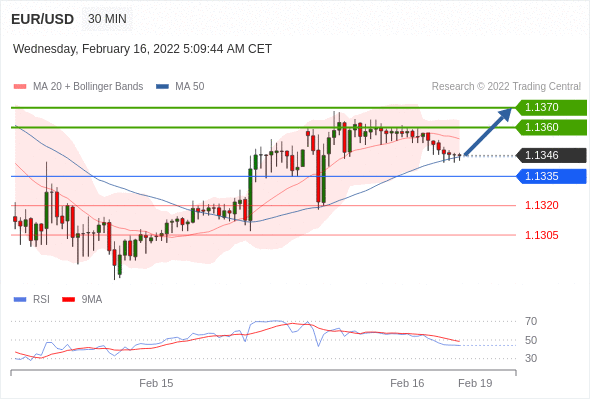 EUR/USD 30 MIN
Wednesday, February 16, 2022 5:09:44 AM CET
MA 20 + Bollinger Bands MA 50 Research © 2022 Trading Central
1.1370
1.1360
1.1346
1.1335
1.1320
1.1305
RSI 9MA
70
50
30
Feb 15 Feb 16 Feb 19